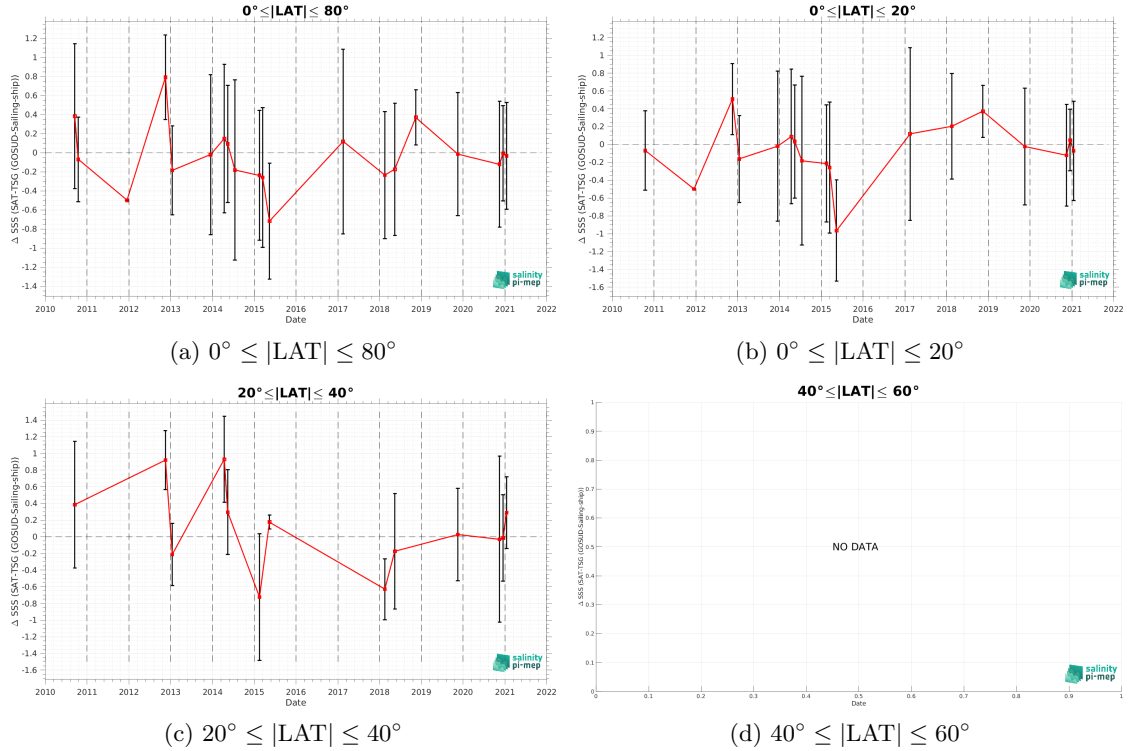 0°≤|LAT|≤ 80°
Δ SSS (SAT-TSG (GOSUD-Sailing-ship))
1.2
1
0.8
0.6
0.4
0.2
0
-0.2
-0.4
-0.6
-0.8
-1
-1.2
-1.4
2010 2011 2012 2013 2014 2015 2016 2017 2018 2019 2020 2021 2022
Date
salinity
pi-mep
(a) 0° ≤ |LAT| ≤ 80°
0°≤|LAT|≤ 20°
Δ SSS (SAT-TSG (GOSUD-Sailing-ship))
1.2
1
0.8
0.6
0.4
0.2
0
-0.2
-0.4
-0.6
-0.8
-1
-1.2
-1.4
-1.6
2010 2011 2012 2013 2014 2015 2016 2017 2018 2019 2020 2021 2022
Date
salinity
pi-mep
(b) 0° ≤ |LAT| ≤ 20°
20°≤|LAT|≤ 40°
Δ SSS (SAT-TSG (GOSUD-Sailing-ship))
1.4
1.2
1
0.8
0.6
0.4
0.2
0
-0.2
-0.4
-0.6
-0.8
-1
-1.2
-1.4
-1.6
2010 2011 2012 2013 2014 2015 2016 2017 2018 2019 2020 2021 2022
Date
salinity
pi-mep
(c) 20° ≤ |LAT| ≤ 40°
40°≤|LAT|≤ 60°
Δ SSS (SAT-TSG (GOSUD-Sailing-ship))
1
0.9
0.8
0.7
0.6
0.5
0.4
0.3
0.2
0.1
0
NO DATA
0 0.1 0.2 0.3 0.4 0.5 0.6 0.7 0.8 0.9 1
Date
salinity
pi-mep
(d) 40° ≤ |LAT| ≤ 60°